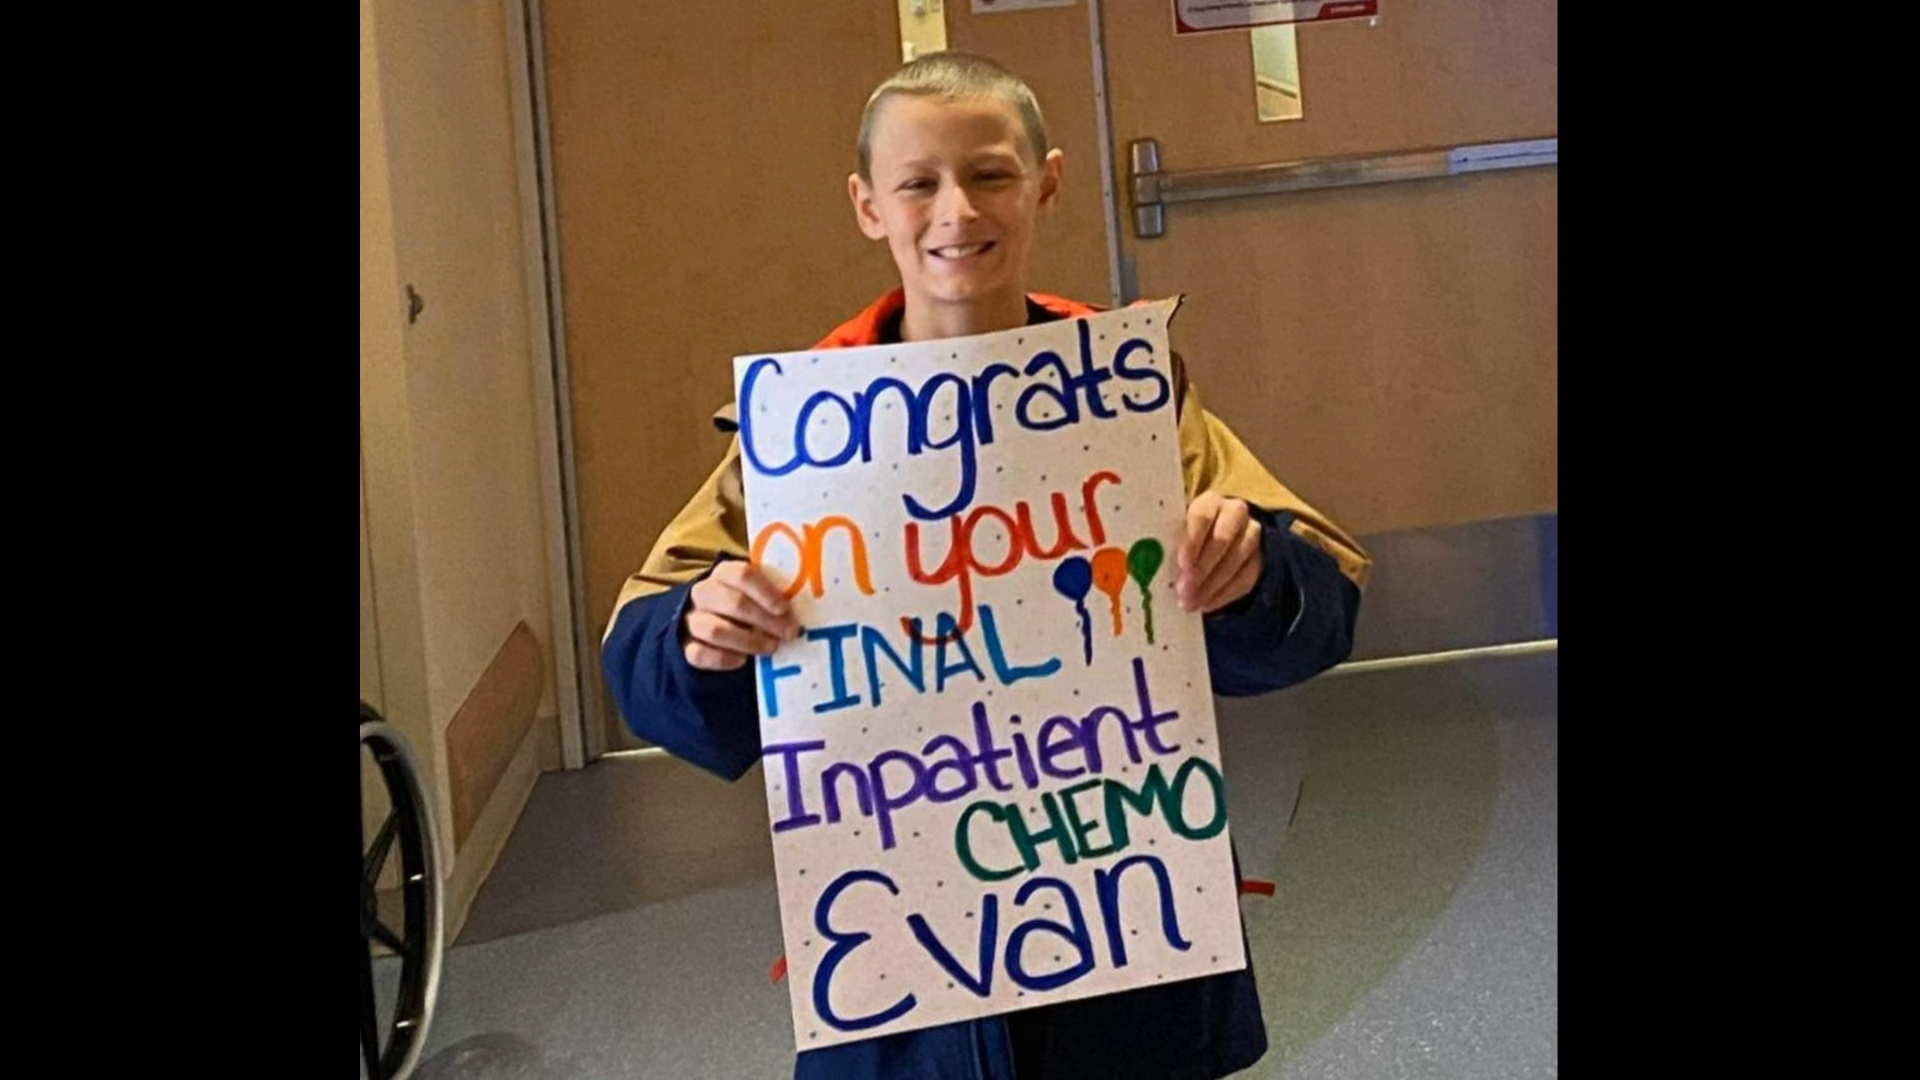 Congrats
on your
FINAL
Inpatient
CHEMO
Evan